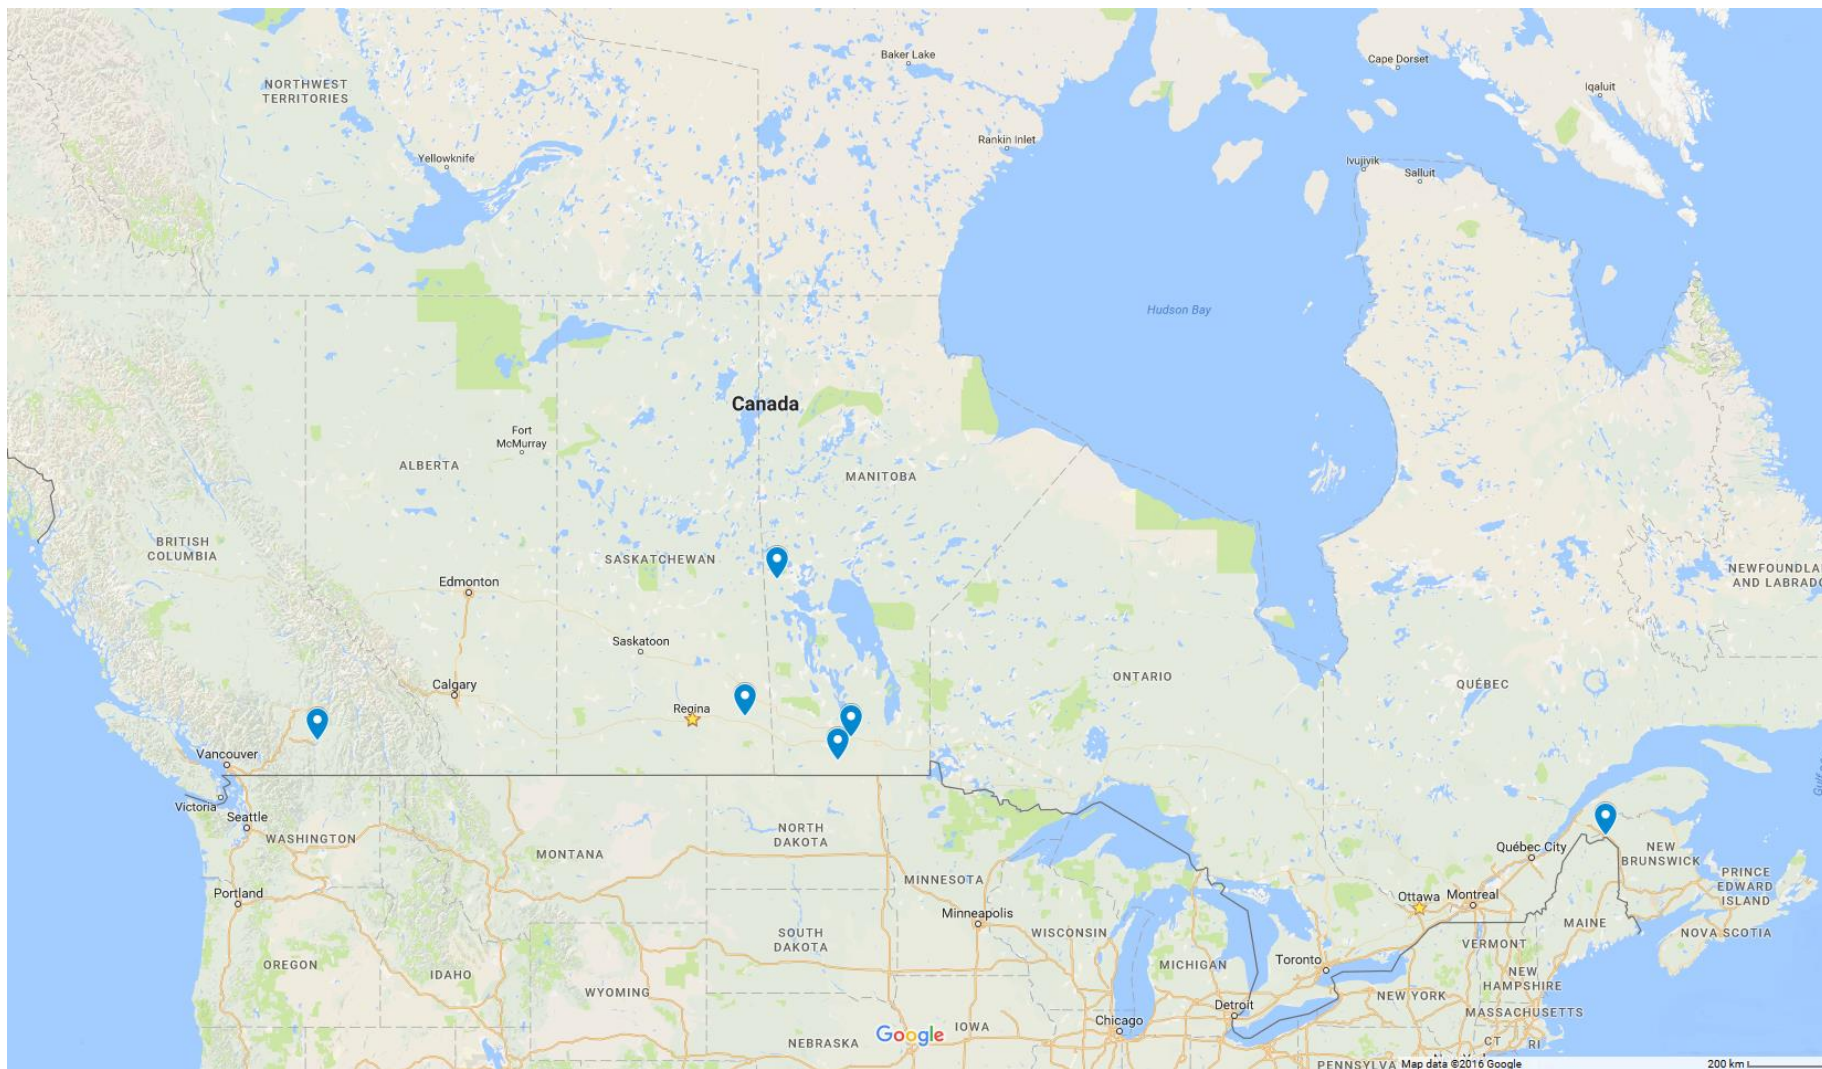 Baker Lake
Cape Dorset
NORTHWEST
TERRITORIES
Iqaluit
Rankin Inlet
Yellowknife
Ivujivik
Salluit
Hudson Bay
Canada
Fort
McMurray
ALBERTA
MANITOBA
BRITISH
COLUMBIA
SASKATCHEWAN
NEWFOUNDLA
AND LABRADO
Edmonton
Saskatoon
ONTARIO
QUÉBEC
Calgary
Regina
Vancouver
Victoria
Seattle
WASHINGTON
NORTH
DAKOTA
MONTANA
Québec City
NEW
BRUNSWICK
MINNESOTA
PRINCE
EDWARD
ISLAND
Portland
Ottawa
Montreal
Minneapolis
MAINE
SOUTH
DAKOTA
WISCONSIN
NOVA SCOTIA
VERMONT
OREGON
IDAHO
MICHIGAN
Toronto
NEW
HAMPSHIRE
WYOMING
NEW YORK
Detroit
MASSACHUSETTS
Chicago
Google
IOWA
NEBRASKA
CT
RI
PENNSYLVA
Map data ©2016 Google
200 km